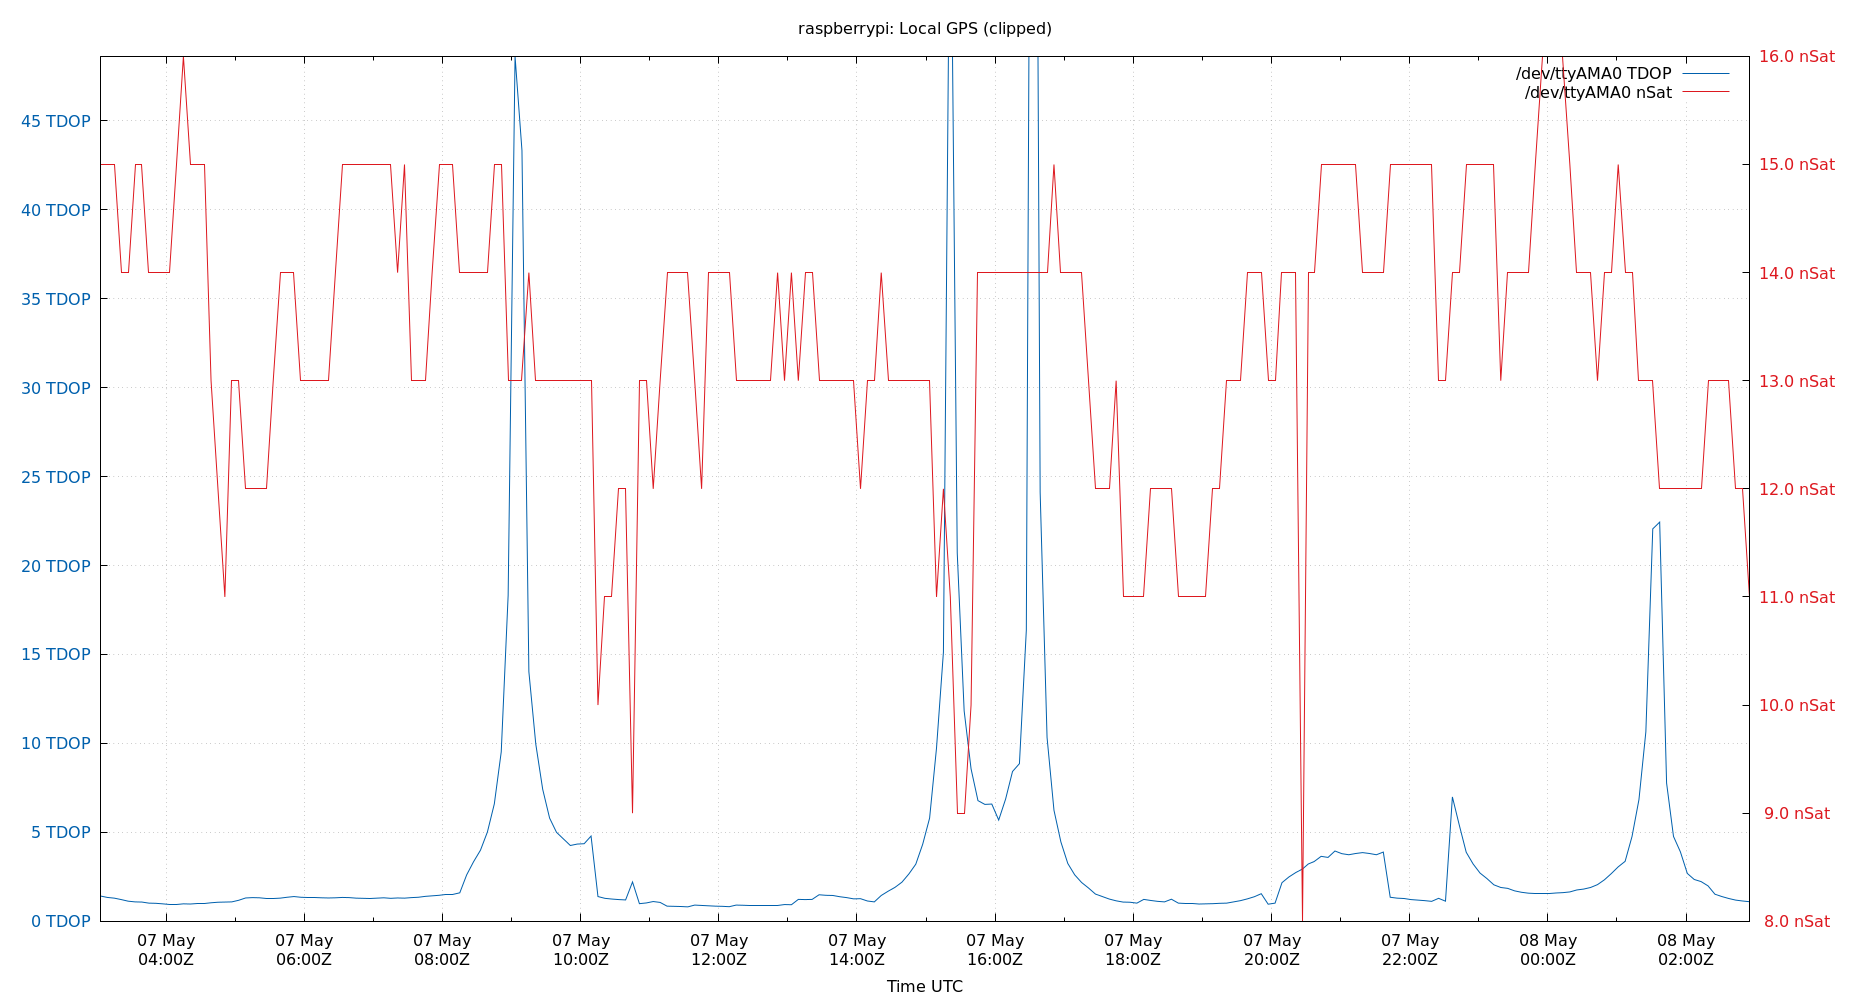 raspberrypi: Local GPS (clipped)
/dev/ttyAMA0 TDOP
/dev/ttyAMA0 nSat
45 TDOP
40 TDOP
35 TDOP
30 TDOP
25 TDOP
20 TDOP
15 TDOP
10 TDOP
5 TDOP
0 TDOP
16.0 nSat
15.0 nSat
14.0 nSat
13.0 nSat
12.0 nSat
11.0 nSat
10.0 nSat
9.0 nSat
8.0 nSat
07 May 07 May 07 May 07 May 07 May 07 May 07 May 07 May 07 May 07 May 08 May 08 May
04:00Z 06:00Z 08:00Z 10:00Z 12:00Z 14:00Z 16:00Z 18:00Z 20:00Z 22:00Z 00:00Z 02:00Z
Time UTC